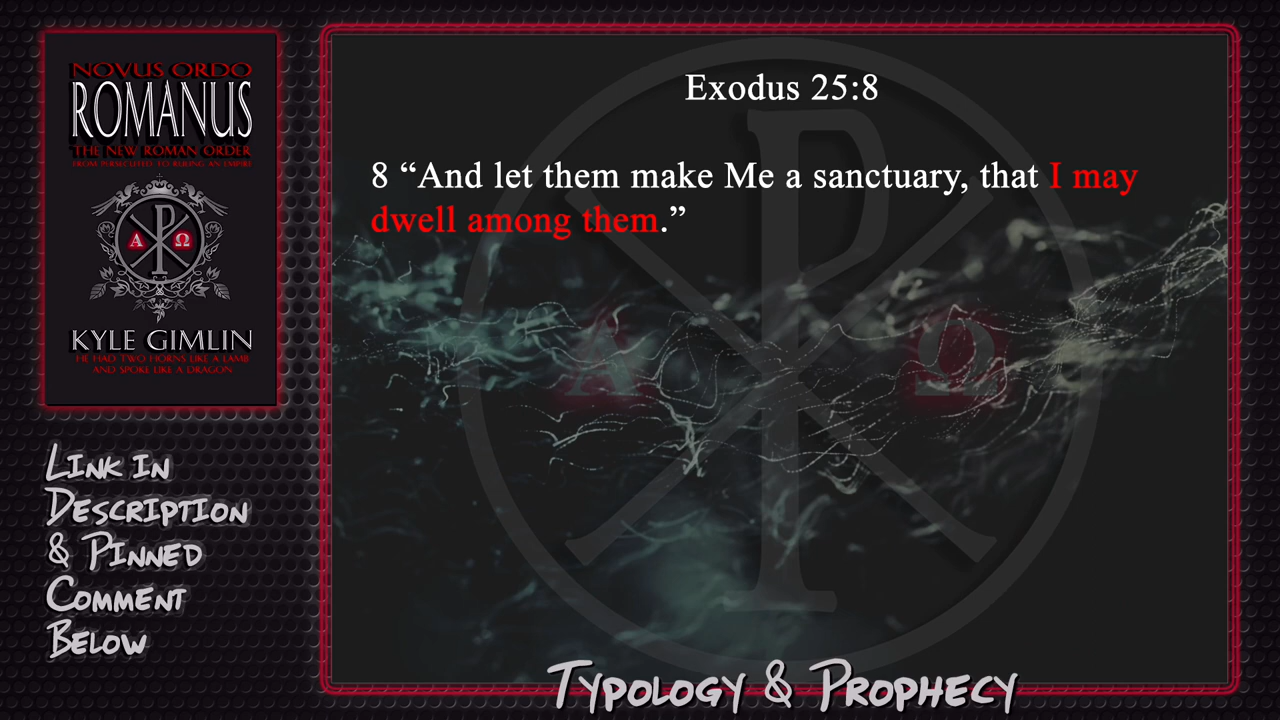 NOVUS ORDO
ROMANUS
THE NEW ROMAN ORDER
FROM PERSECUTED TO RULING AN EMPIRE
Α Ω
KYLE GIMLIN
HE HAD TWO HORNS LIKE A LAMB
AND SPOKE LIKE A DRAGON
LINK IN
DESCRIPTION
& PINNED
COMMENT
BELOW
Exodus 25:8
8 “And let them make Me a sanctuary, that I may
dwell among them.”
Α Ω
TYPOLOGY & PROPHECY